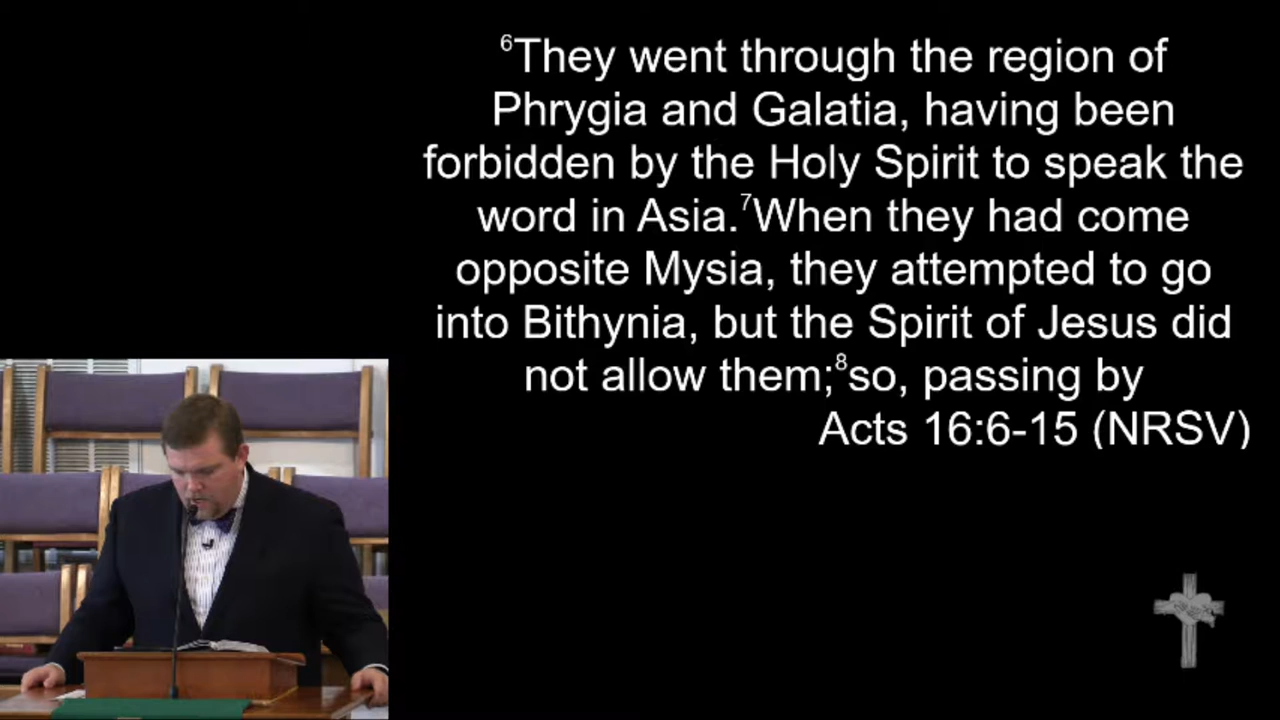 ⁶They went through the region of
Phrygia and Galatia, having been
forbidden by the Holy Spirit to speak the
word in Asia.⁷When they had come
opposite Mysia, they attempted to go
into Bithynia, but the Spirit of Jesus did
not allow them;⁸so, passing by
Acts 16:6-15 (NRSV)